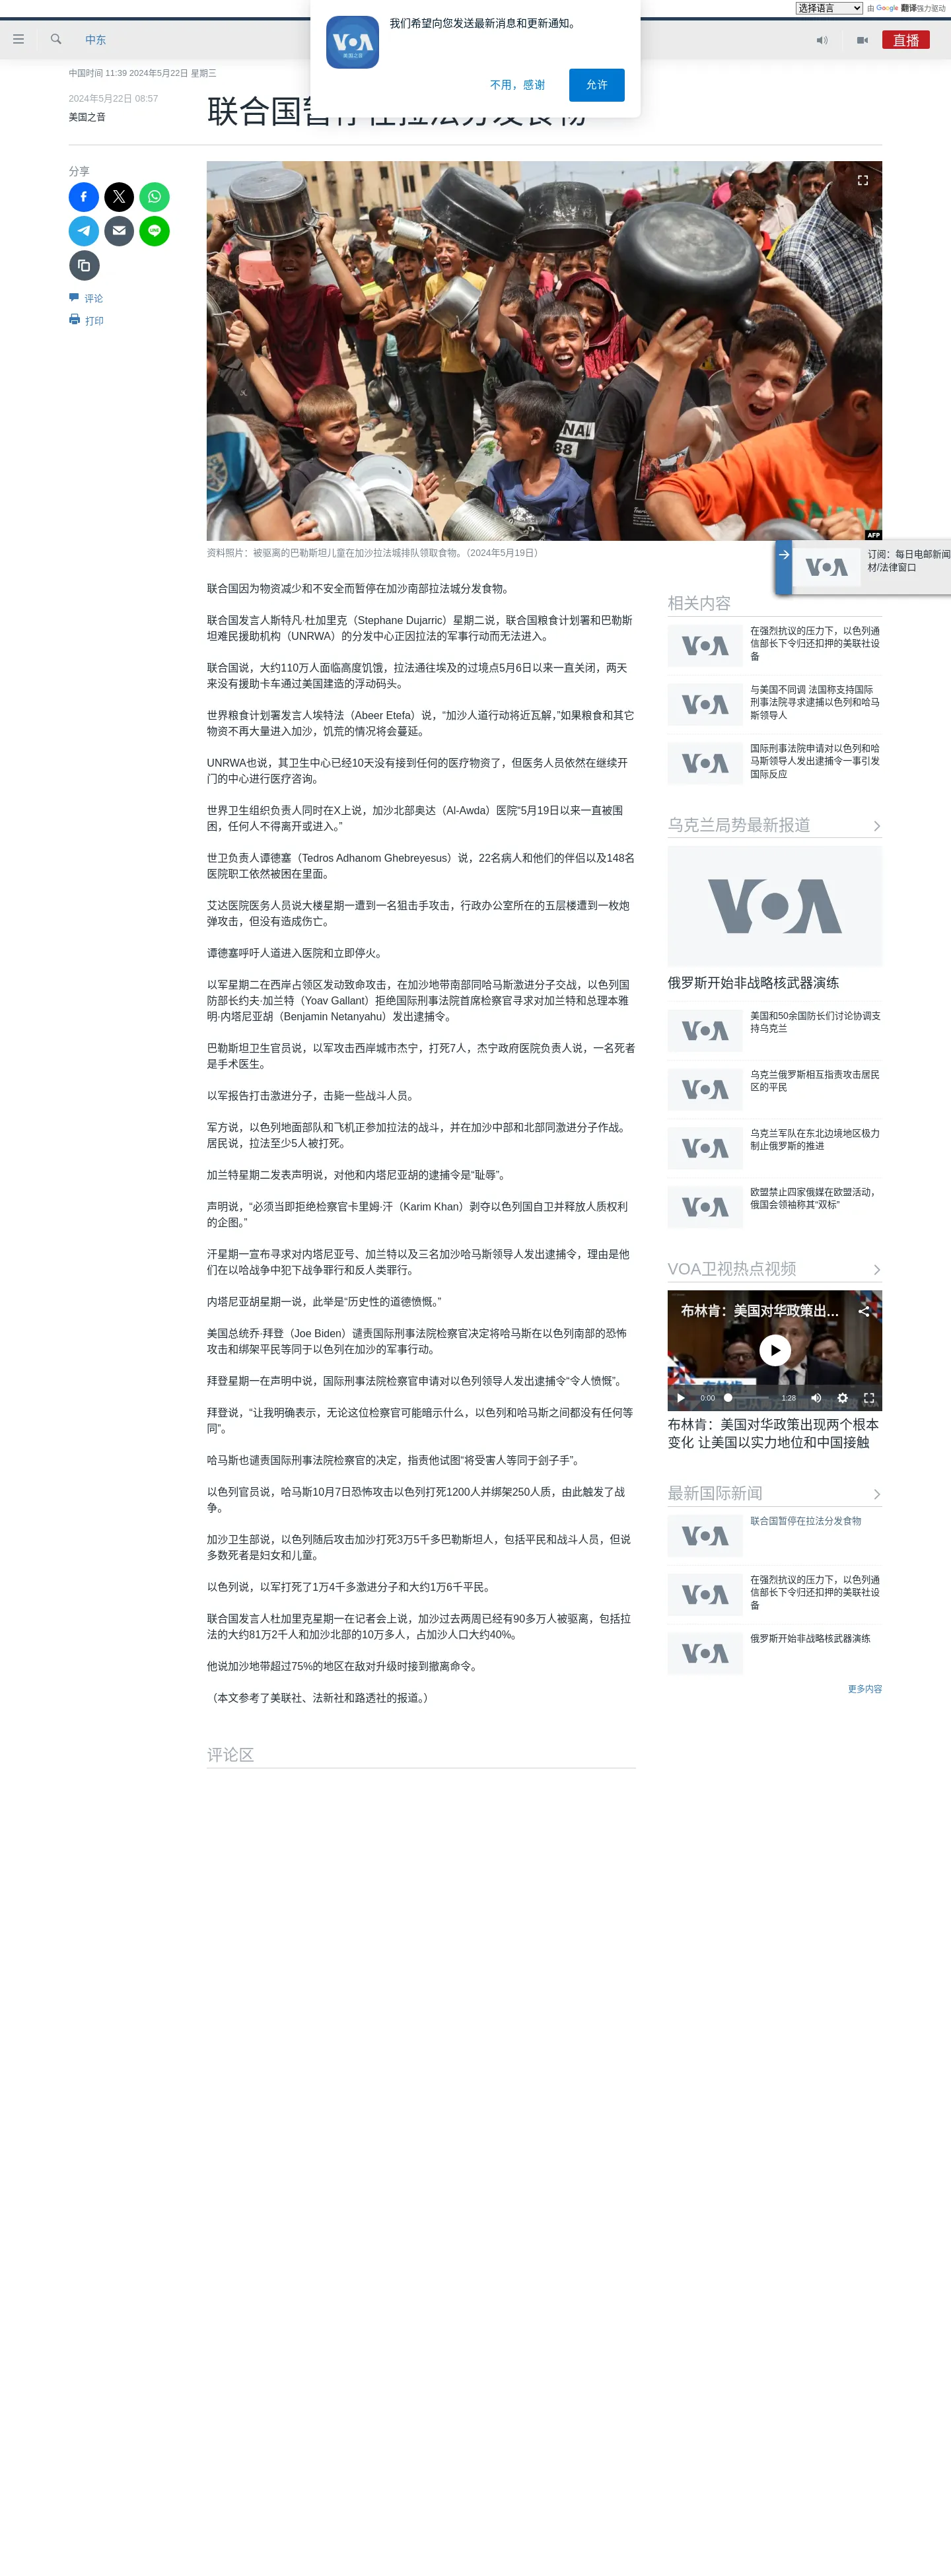 选择语言 由 Google 翻译强力驱动
我们希望向您发送最新消息和更新通知。
VOA
美国之音
不用，感谢
允许
中东
直播
中国时间 11:39 2024年5月22日 星期三
2024年5月22日 08:57
美国之音
联合国暂停在拉法分发食物
分享
评论
打印
AFP
资料照片：被驱离的巴勒斯坦儿童在加沙拉法城排队领取食物。（2024年5月19日）
订阅：每日电邮新闻
材/法律窗口
联合国因为物资减少和不安全而暂停在加沙南部拉法城分发食物。
联合国发言人斯特凡·杜加里克（Stephane Dujarric）星期二说，联合国粮食计划署和巴勒斯
坦难民援助机构（UNRWA）的分发中心正因拉法的军事行动而无法进入。
联合国说，大约110万人面临高度饥饿，拉法通往埃及的过境点5月6日以来一直关闭，两天
来没有援助卡车通过美国建造的浮动码头。
世界粮食计划署发言人埃特法（Abeer Etefa）说，“加沙人道行动将近瓦解，”如果粮食和其它
物资不再大量进入加沙，饥荒的情况将会蔓延。
UNRWA也说，其卫生中心已经10天没有接到任何的医疗物资了，但医务人员依然在继续开
门的中心进行医疗咨询。
世界卫生组织负责人同时在X上说，加沙北部奥达（Al-Awda）医院“5月19日以来一直被围
困，任何人不得离开或进入。”
世卫负责人谭德塞（Tedros Adhanom Ghebreyesus）说，22名病人和他们的伴侣以及148名
医院职工依然被困在里面。
艾达医院医务人员说大楼星期一遭到一名狙击手攻击，行政办公室所在的五层楼遭到一枚炮
弹攻击，但没有造成伤亡。
谭德塞呼吁人道进入医院和立即停火。
以军星期二在西岸占领区发动致命攻击，在加沙地带南部同哈马斯激进分子交战，以色列国
防部长约夫·加兰特（Yoav Gallant）拒绝国际刑事法院首席检察官寻求对加兰特和总理本雅
明·内塔尼亚胡（Benjamin Netanyahu）发出逮捕令。
巴勒斯坦卫生官员说，以军攻击西岸城市杰宁，打死7人，杰宁政府医院负责人说，一名死者
是手术医生。
以军报告打击激进分子，击毙一些战斗人员。
军方说，以色列地面部队和飞机正参加拉法的战斗，并在加沙中部和北部同激进分子作战。
居民说，拉法至少5人被打死。
加兰特星期二发表声明说，对他和内塔尼亚胡的逮捕令是“耻辱”。
声明说，“必须当即拒绝检察官卡里姆·汗（Karim Khan）剥夺以色列国自卫并释放人质权利
的企图。”
汗星期一宣布寻求对内塔尼亚号、加兰特以及三名加沙哈马斯领导人发出逮捕令，理由是他
们在以哈战争中犯下战争罪行和反人类罪行。
内塔尼亚胡星期一说，此举是“历史性的道德愤慨。”
美国总统乔·拜登（Joe Biden）谴责国际刑事法院检察官决定将哈马斯在以色列南部的恐怖
攻击和绑架平民等同于以色列在加沙的军事行动。
拜登星期一在声明中说，国际刑事法院检察官申请对以色列领导人发出逮捕令“令人愤慨”。
拜登说，“让我明确表示，无论这位检察官可能暗示什么，以色列和哈马斯之间都没有任何等
同”。
哈马斯也谴责国际刑事法院检察官的决定，指责他试图“将受害人等同于刽子手”。
以色列官员说，哈马斯10月7日恐怖攻击以色列打死1200人并绑架250人质，由此触发了战
争。
加沙卫生部说，以色列随后攻击加沙打死3万5千多巴勒斯坦人，包括平民和战斗人员，但说
多数死者是妇女和儿童。
以色列说，以军打死了1万4千多激进分子和大约1万6千平民。
联合国发言人杜加里克星期一在记者会上说，加沙过去两周已经有90多万人被驱离，包括拉
法的大约81万2千人和加沙北部的10万多人，占加沙人口大约40%。
他说加沙地带超过75%的地区在敌对升级时接到撤离命令。
（本文参考了美联社、法新社和路透社的报道。）
评论区
相关内容
在强烈抗议的压力下，以色列通
信部长下令归还扣押的美联社设
备
与美国不同调 法国称支持国际
刑事法院寻求逮捕以色列和哈马
斯领导人
国际刑事法院申请对以色列和哈
马斯领导人发出逮捕令一事引发
国际反应
乌克兰局势最新报道
VOA
俄罗斯开始非战略核武器演练
美国和50余国防长们讨论协调支
持乌克兰
乌克兰俄罗斯相互指责攻击居民
区的平民
乌克兰军队在东北边境地区极力
制止俄罗斯的推进
欧盟禁止四家俄媒在欧盟活动，
俄国会领袖称其“双标”
VOA卫视热点视频
布林肯：美国对华政策出...
0:00
1:28
布林肯：美国对华政策出现两个根本
变化 让美国以实力地位和中国接触
最新国际新闻
联合国暂停在拉法分发食物
在强烈抗议的压力下，以色列通
信部长下令归还扣押的美联社设
备
俄罗斯开始非战略核武器演练
更多内容